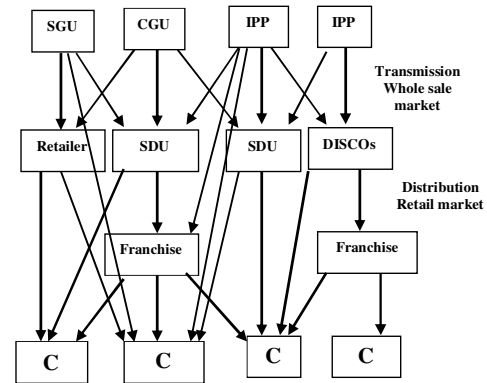 SGU CGU IPP IPP
Transmission
Whole sale
market
Retailer SDU SDU DISCOs
Distribution
Retail market
Franchise Franchise
C C C C